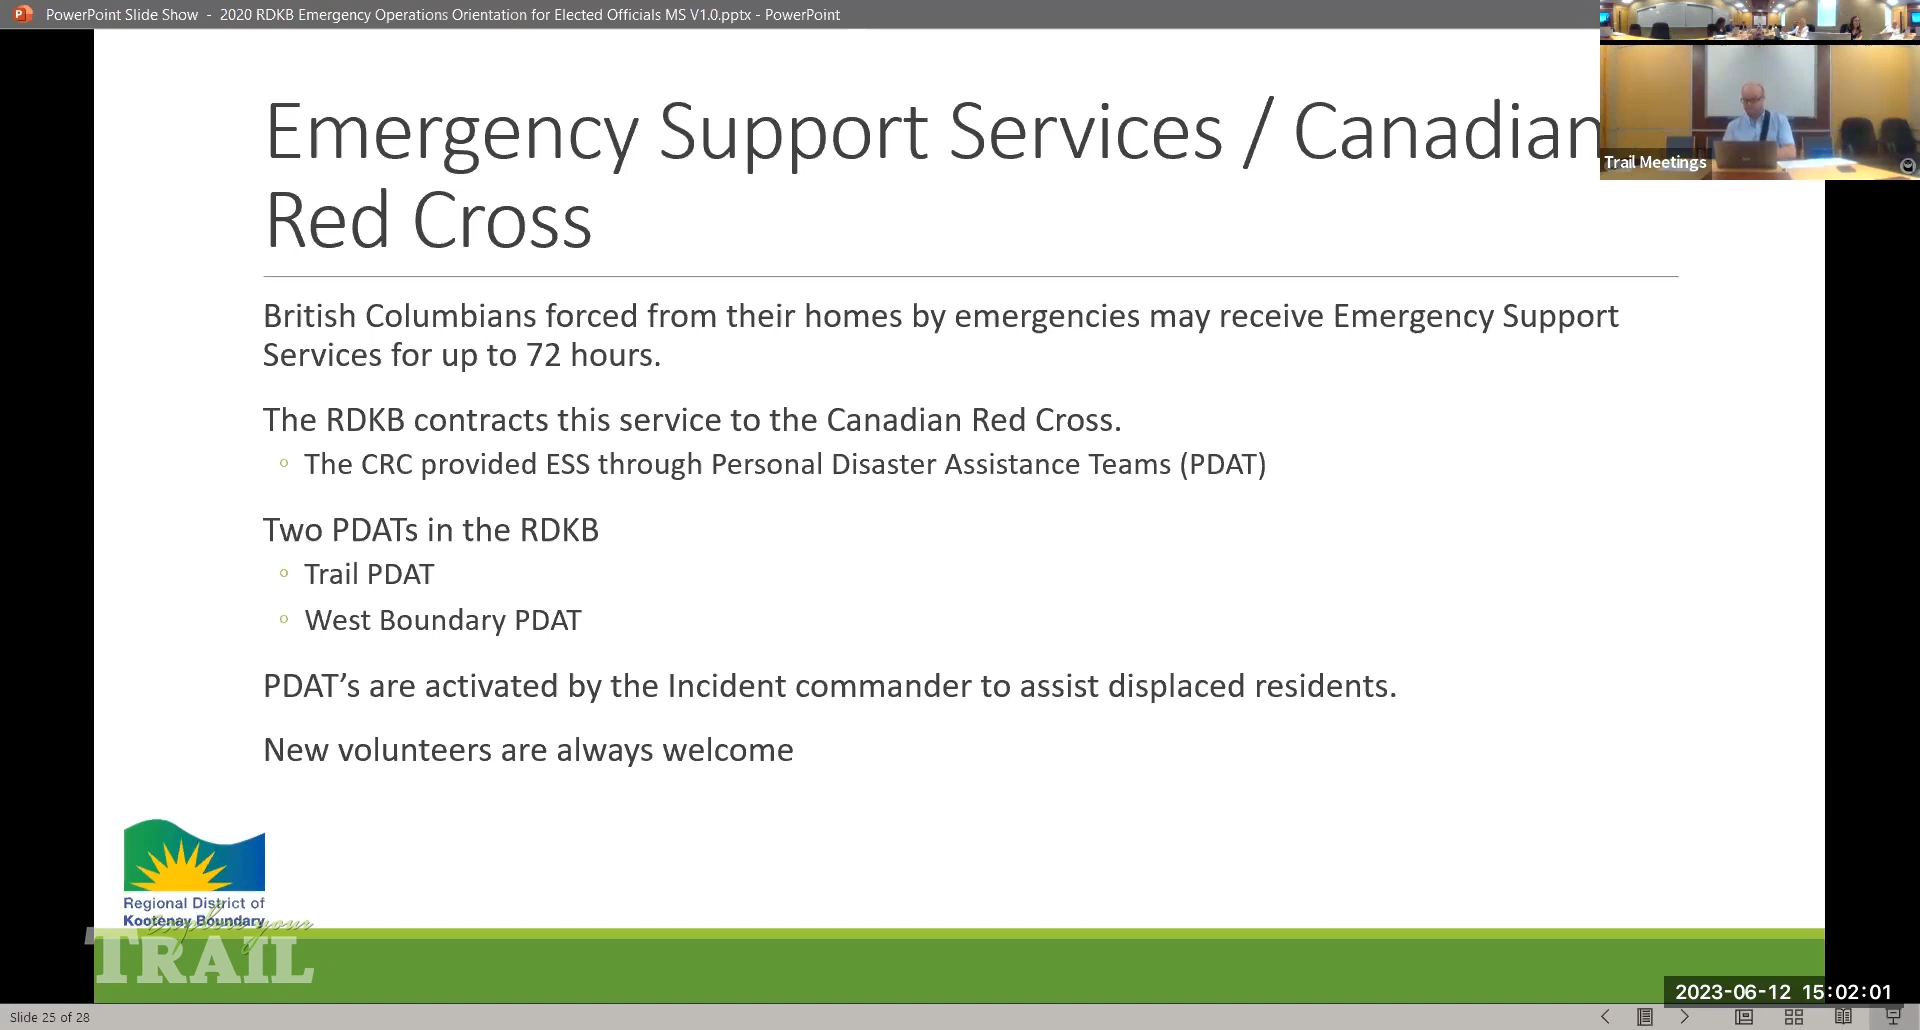 PowerPoint Slide Show - 2020 RDKB Emergency Operations Orientation for Elected Officials MS V1.0.pptx - PowerPoint
Emergency Support Services / Canadian
Red Cross
Trail Meetings
British Columbians forced from their homes by emergencies may receive Emergency Support
Services for up to 72 hours.
The RDKB contracts this service to the Canadian Red Cross.
◦ The CRC provided ESS through Personal Disaster Assistance Teams (PDAT)
Two PDATs in the RDKB
◦ Trail PDAT
◦ West Boundary PDAT
PDAT’s are activated by the Incident commander to assist displaced residents.
New volunteers are always welcome
Regional District of
Kootenay Boundary
explore your
TRAIL
2023-06-12 15:02:01
Slide 25 of 28